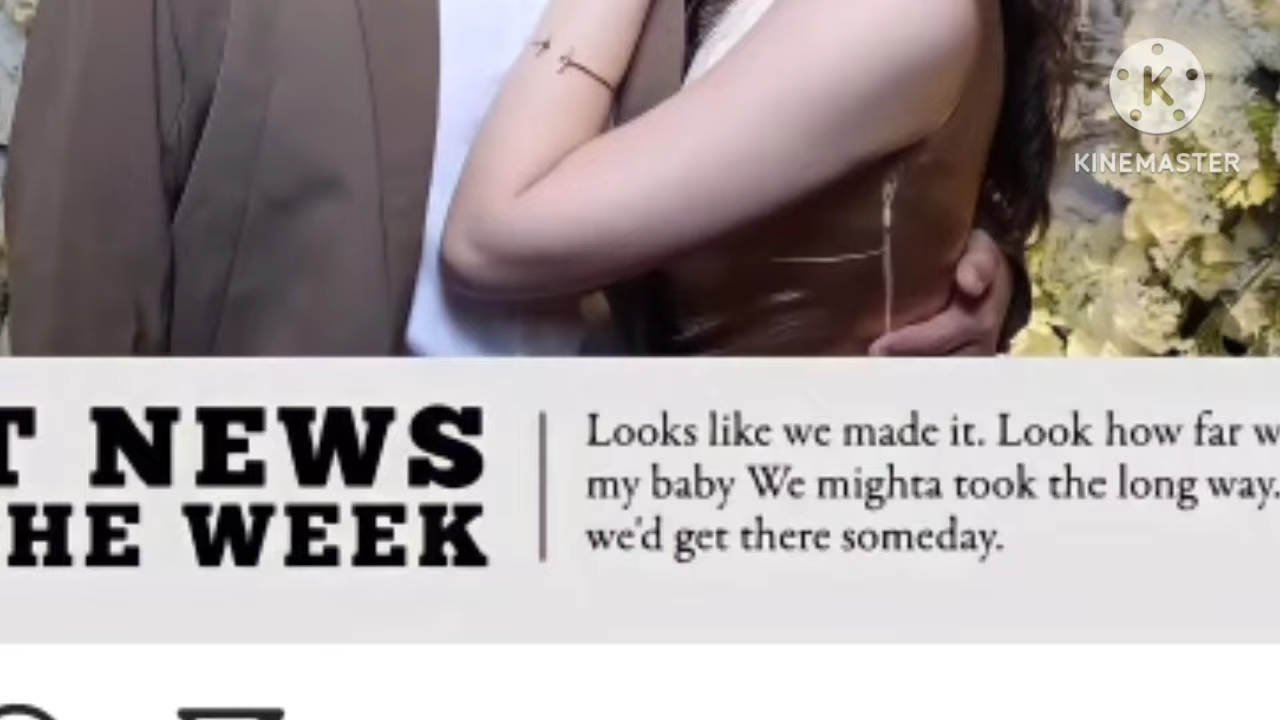 K
KINEMASTER
T NEWS
HE WEEK
Looks like we made it. Look how far w
my baby We mighta took the long way.
we'd get there someday.